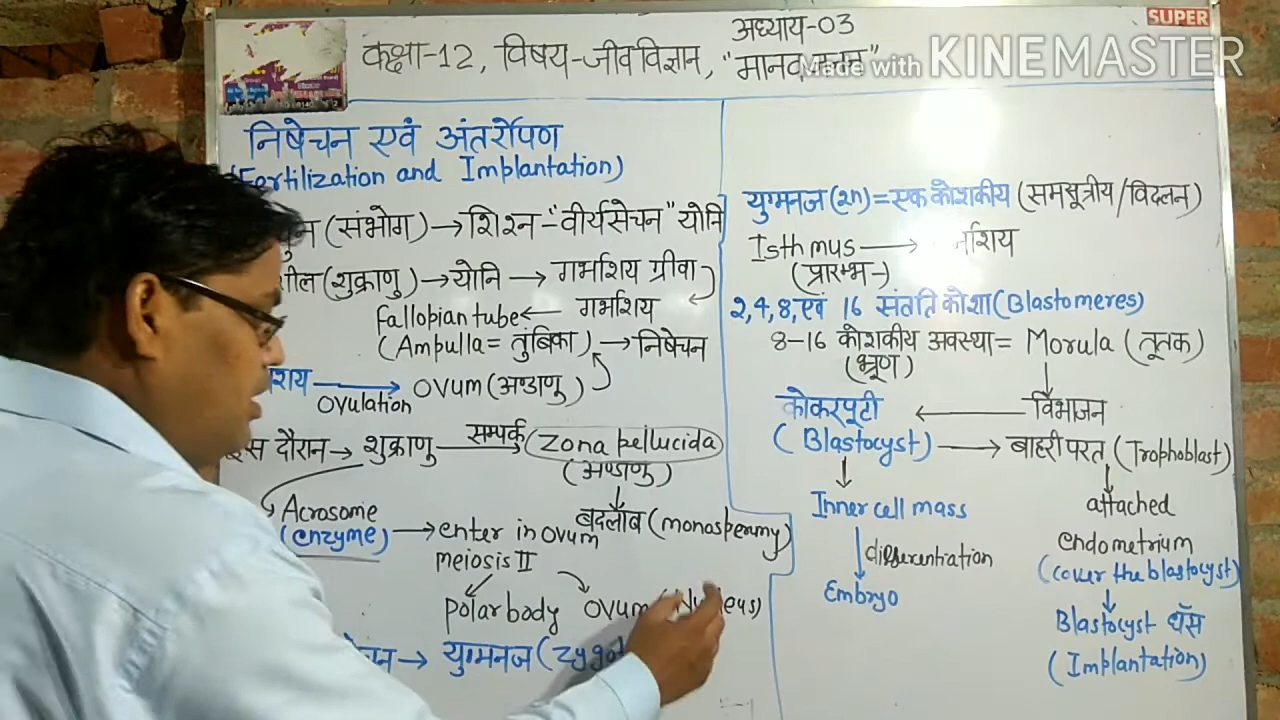 अध्याय-03
कक्षा-12, विषय-जीव विज्ञान, "मानव जनन"
SUPER
Made with KINEMASTER
निषेचन एवं अंतर्रोपण
(Fertilization and Implantation)
(संभोग) → शिश्न-"वीर्यसेचन" योनि
(शुक्राणु) → योनि → गर्भाशय ग्रीवा
Fallopian tube ← गर्भाशय
(Ampulla = तुंबिका) → निषेचन
→ Ovum (अण्डाणु)
Ovulation
दौरान → शुक्राणु सम्पर्क (Zona pellucida)
(अण्डाणु)
Acrosome
बदलाब (monospermy)
(enzyme) → enter in ovum
meiosis II
polar body ovum
→ युग्मनज
युग्मनज (2n) = एक कोशकीय (समसूत्रीय/विदलन)
Isthmus →
(प्रारम्भ-)
2,4,8, एवं 16 संतति कोशा (Blastomeres)
8-16 कोशकीय अवस्था = Morula (तूतक)
(भ्रूण)
कोकरपूटी ← विभाजन
(Blastocyst) → बाहरी परत (Trophoblast)
Inner cell mass
attached
differentiation
endometrium
(cover the blastocyst)
Embryo
Blastocyst धॅस
(Implantation)